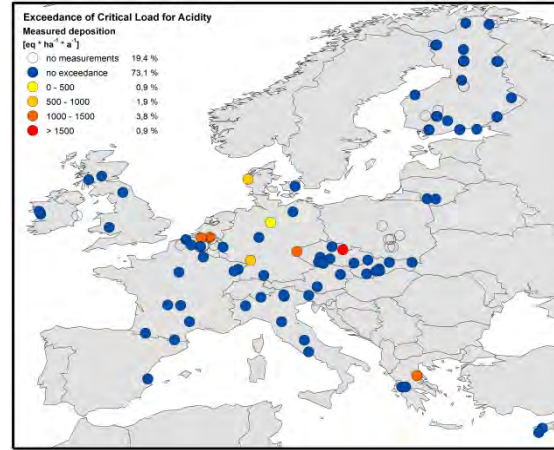 Exceedance of Critical Load for Acidity
Measured deposition
[eq * ha⁻¹ * a⁻¹]
no measurements 19,4 %
no exceedance 73,1 %
0 - 500 0,9 %
500 - 1000 1,9 %
1000 - 1500 3,8 %
> 1500 0,9 %